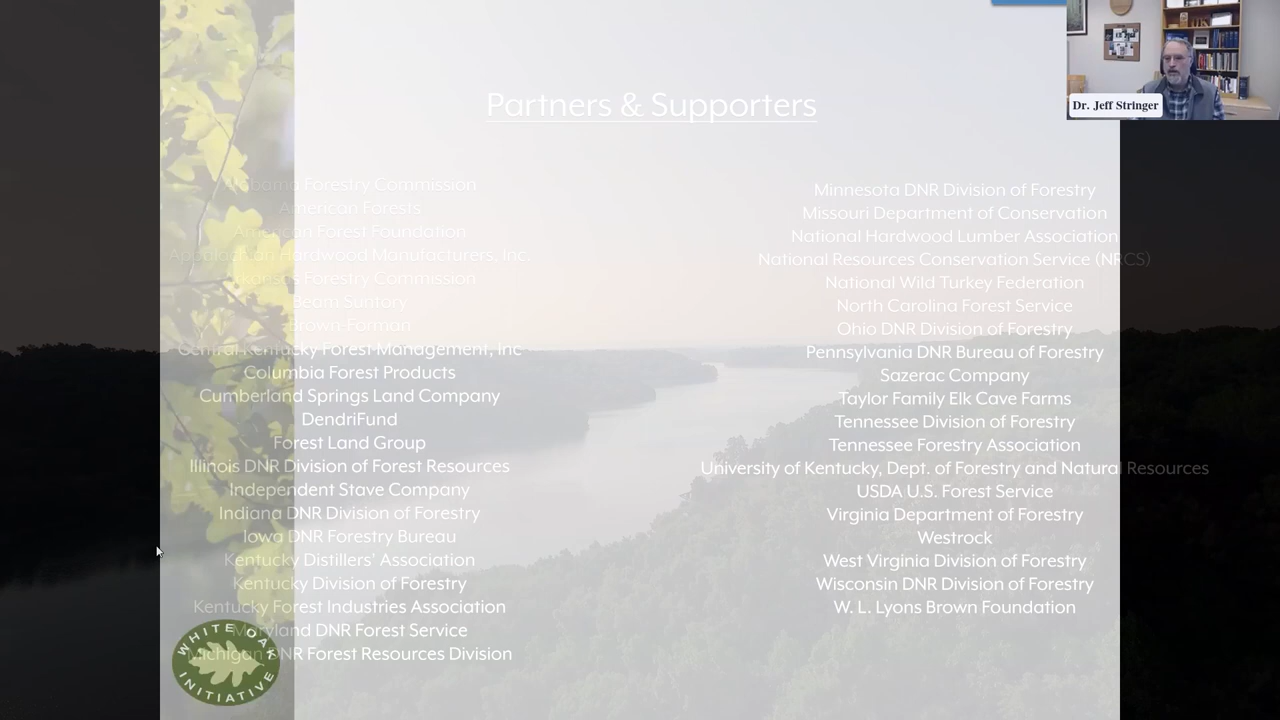 Dr. Jeff Stringer
Partners & Supporters
Alabama Forestry Commission
American Forests
American Forest Foundation
Appalachian Hardwood Manufacturers, Inc.
Arkansas Forestry Commission
Beam Suntory
Brown-Forman
Central Kentucky Forest Management, Inc
Columbia Forest Products
Cumberland Springs Land Company
DendriFund
Forest Land Group
Illinois DNR Division of Forest Resources
Independent Stave Company
Indiana DNR Division of Forestry
Iowa DNR Forestry Bureau
Kentucky Distillers' Association
Kentucky Division of Forestry
Kentucky Forest Industries Association
Maryland DNR Forest Service
Michigan DNR Forest Resources Division
Minnesota DNR Division of Forestry
Missouri Department of Conservation
National Hardwood Lumber Association
National Resources Conservation Service (NRCS)
National Wild Turkey Federation
North Carolina Forest Service
Ohio DNR Division of Forestry
Pennsylvania DNR Bureau of Forestry
Sazerac Company
Taylor Family Elk Cave Farms
Tennessee Division of Forestry
Tennessee Forestry Association
University of Kentucky, Dept. of Forestry and Natural Resources
USDA U.S. Forest Service
Virginia Department of Forestry
Westrock
West Virginia Division of Forestry
Wisconsin DNR Division of Forestry
W. L. Lyons Brown Foundation
WHITE OAK
INITIATIVE